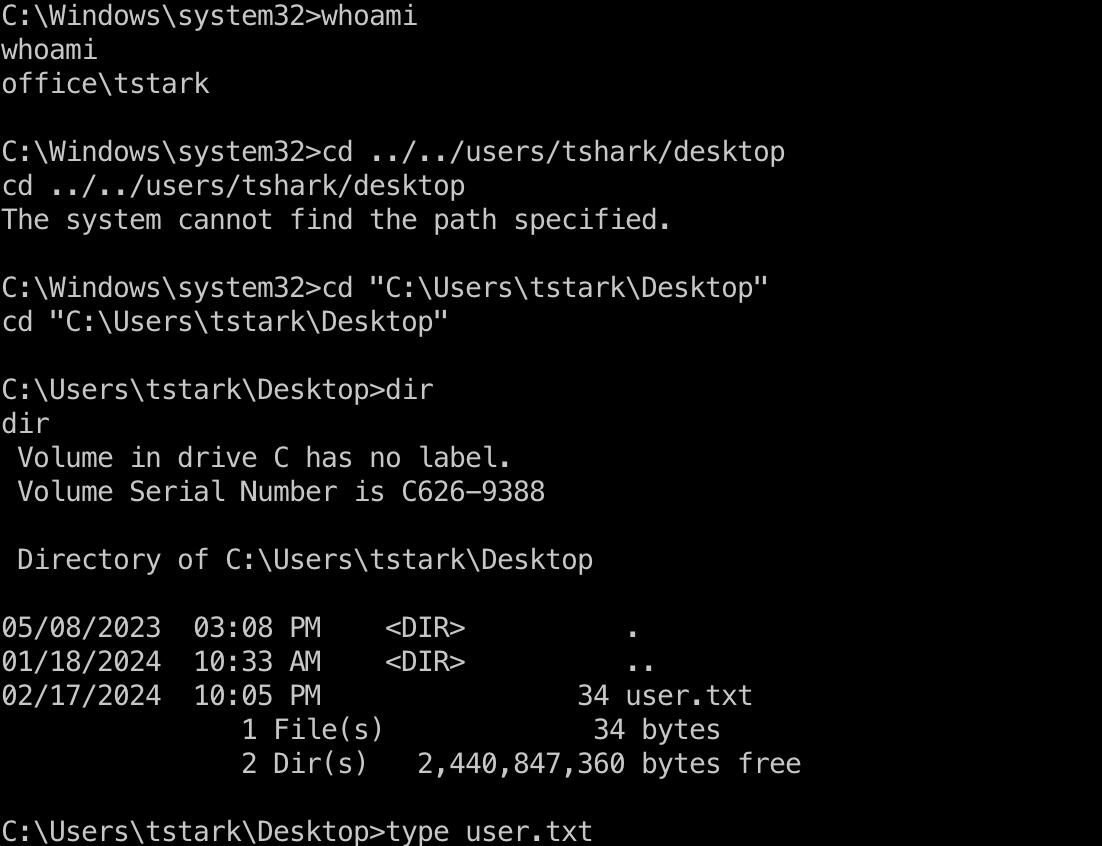 C:\Windows\system32>whoami
whoami
office\tstark
C:\Windows\system32>cd ../../users/tshark/desktop
cd ../../users/tshark/desktop
The system cannot find the path specified.
C:\Windows\system32>cd "C:\Users\tstark\Desktop"
cd "C:\Users\tstark\Desktop"
C:\Users\tstark\Desktop>dir
dir
 Volume in drive C has no label.
 Volume Serial Number is C626-9388
 Directory of C:\Users\tstark\Desktop
05/08/2023  03:08 PM    <DIR>          .
01/18/2024  10:33 AM    <DIR>          ..
02/17/2024  10:05 PM                34 user.txt
               1 File(s)             34 bytes
               2 Dir(s)   2,440,847,360 bytes free
C:\Users\tstark\Desktop>type user.txt